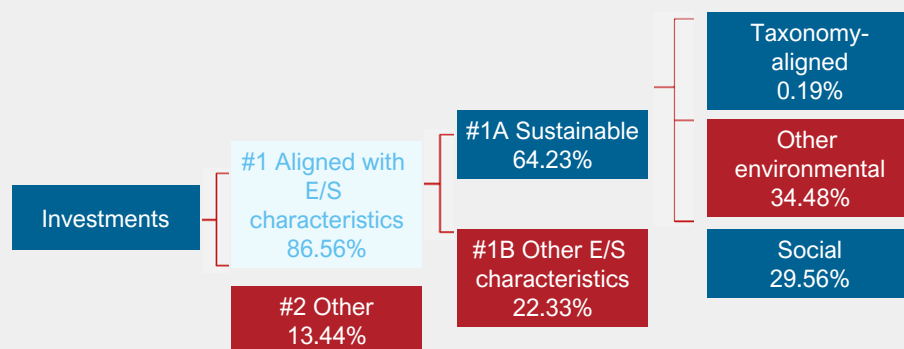 Investments
#1 Aligned with
E/S
characteristics
86.56%
#2 Other
13.44%
#1A Sustainable
64.23%
#1B Other E/S
characteristics
22.33%
Taxonomy-
aligned
0.19%
Other
environmental
34.48%
Social
29.56%